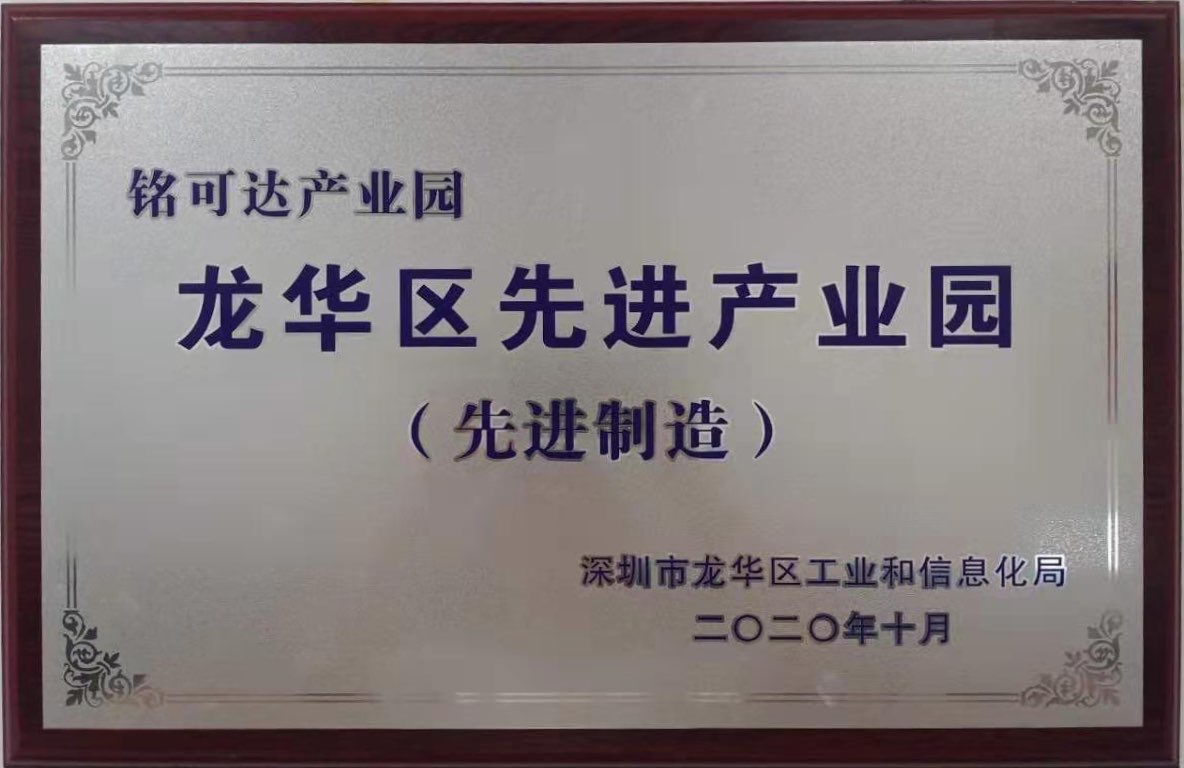 铭可达产业园
龙华区先进产业园
（先进制造）
深圳市龙华区工业和信息化局
二〇二〇年十月